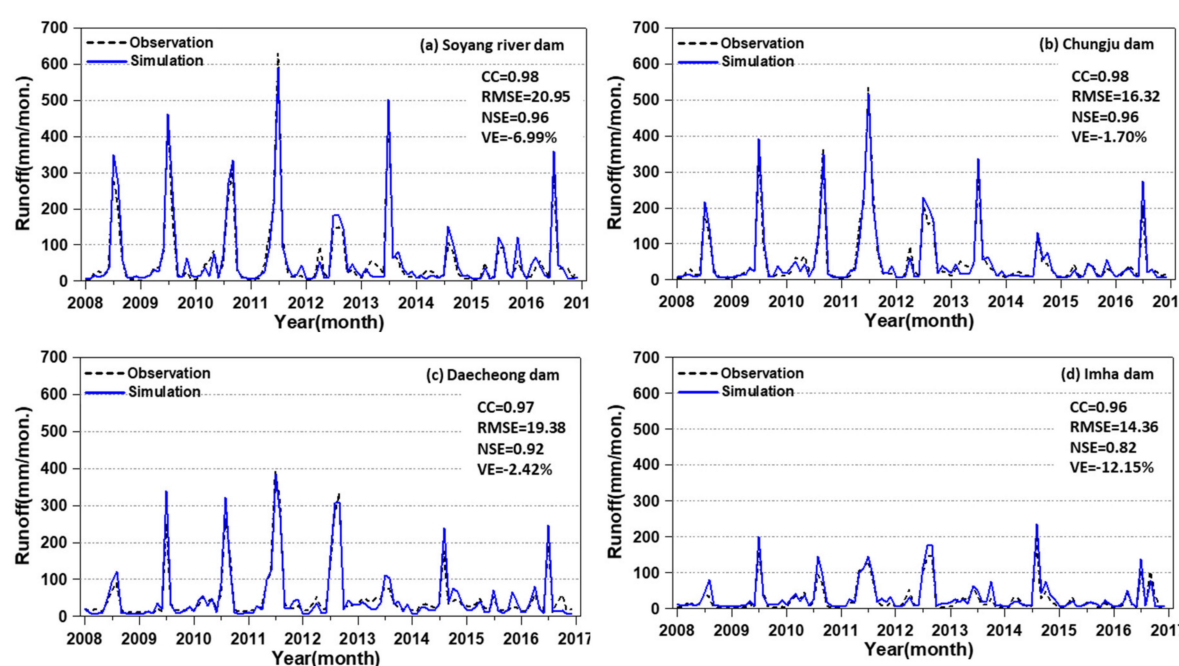 700
600
500
400
300
200
100
0
Runoff(mm/mon.)
Observation
Simulation
(a) Soyang river dam
CC=0.98
RMSE=20.95
NSE=0.96
VE=-6.99%
2008 2009 2010 2011 2012 2013 2014 2015 2016 201
Year(month)
700
600
500
400
300
200
100
0
Runoff(mm/mon.)
Observation
Simulation
(b) Chungju dam
CC=0.98
RMSE=16.32
NSE=0.96
VE=-1.70%
2008 2009 2010 2011 2012 2013 2014 2015 2016 201
Year(month)
700
600
500
400
300
200
100
0
Runoff(mm/mon.)
Observation
Simulation
(c) Daecheong dam
CC=0.97
RMSE=19.38
NSE=0.92
VE=-2.42%
2008 2009 2010 2011 2012 2013 2014 2015 2016 2017
Year(month)
700
600
500
400
300
200
100
0
Runoff(mm/mon.)
Observation
Simulation
(d) Imha dam
CC=0.96
RMSE=14.36
NSE=0.82
VE=-12.15%
2008 2009 2010 2011 2012 2013 2014 2015 2016 2017
Year(month)